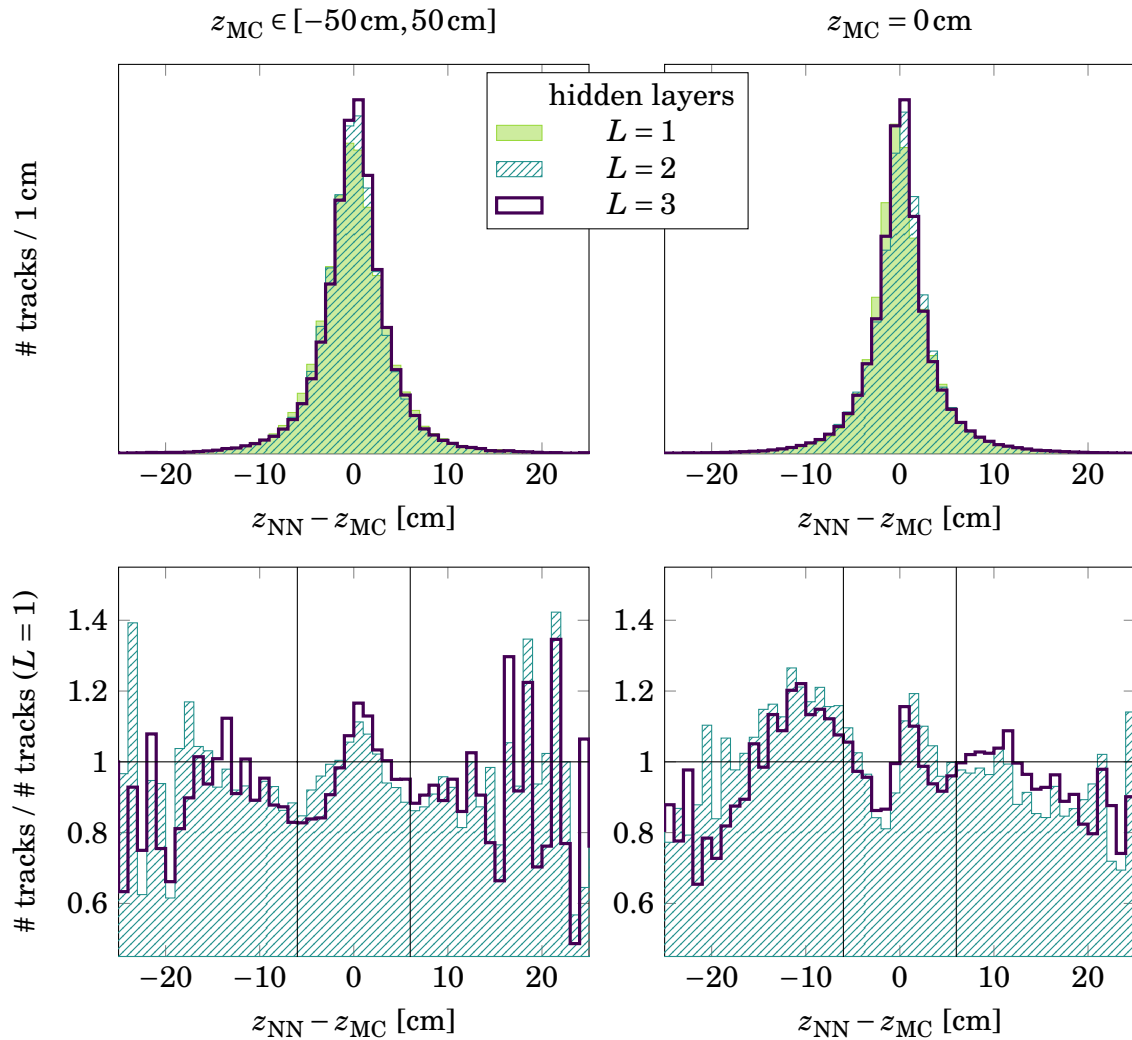 z_MC ∈ [−50 cm, 50 cm]
z_MC = 0 cm
hidden layers
L = 1
L = 2
L = 3
# tracks / 1 cm
−20 −10 0 10 20
z_NN − z_MC [cm]
−20 −10 0 10 20
z_NN − z_MC [cm]
# tracks / # tracks (L = 1)
1.4
1.2
1
0.8
0.6
−20 −10 0 10 20
z_NN − z_MC [cm]
1.4
1.2
1
0.8
0.6
−20 −10 0 10 20
z_NN − z_MC [cm]